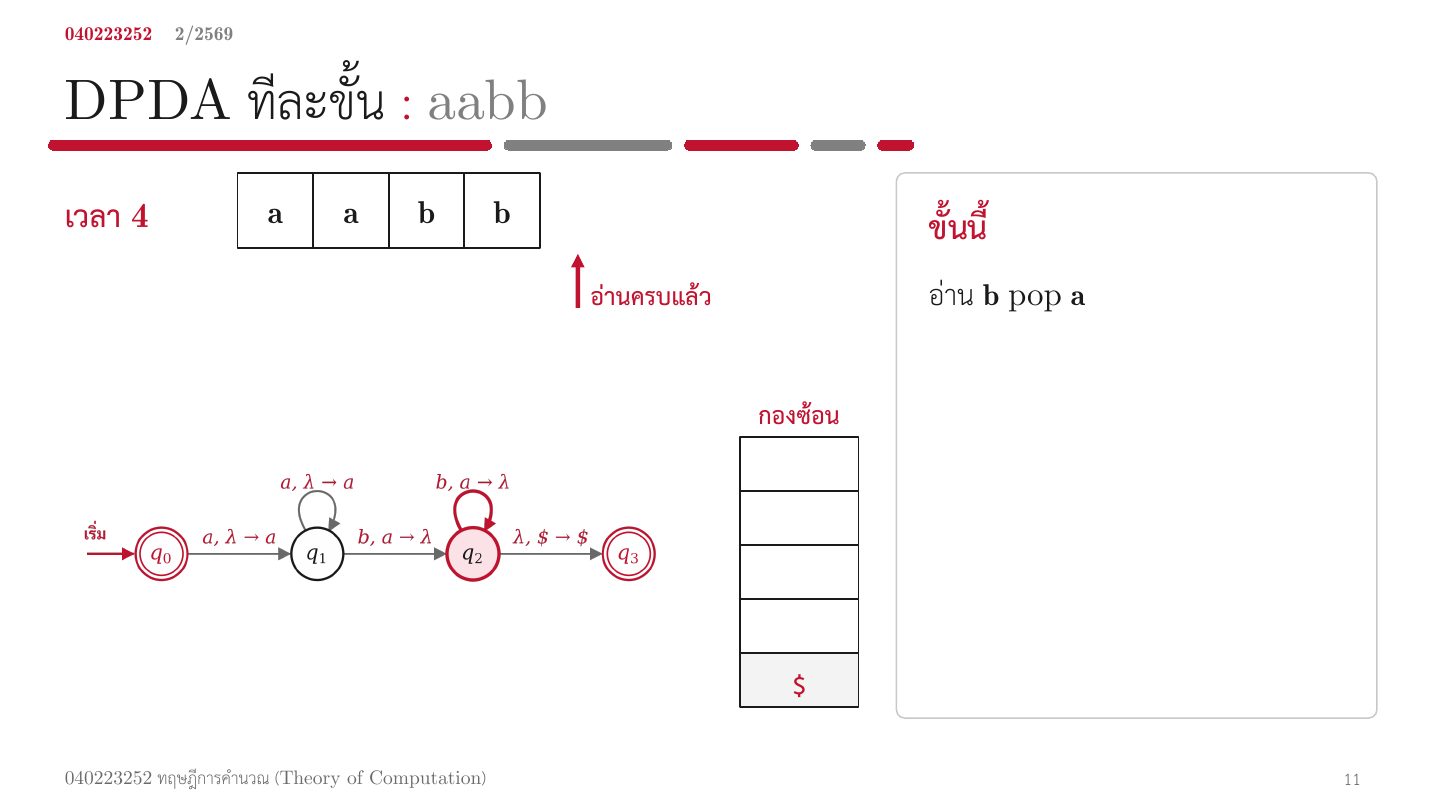 040223252 2/2569
DPDA ทีละขั้น : aabb
เวลา 4
a a b b
อ่านครบแล้ว
ขั้นนี้
อ่าน b pop a
กองซ้อน
$
a, λ → a
b, a → λ
เริ่ม
q0
a, λ → a
q1
b, a → λ
q2
λ, $ → $
q3
040223252 ทฤษฎีการคำนวณ (Theory of Computation)
11